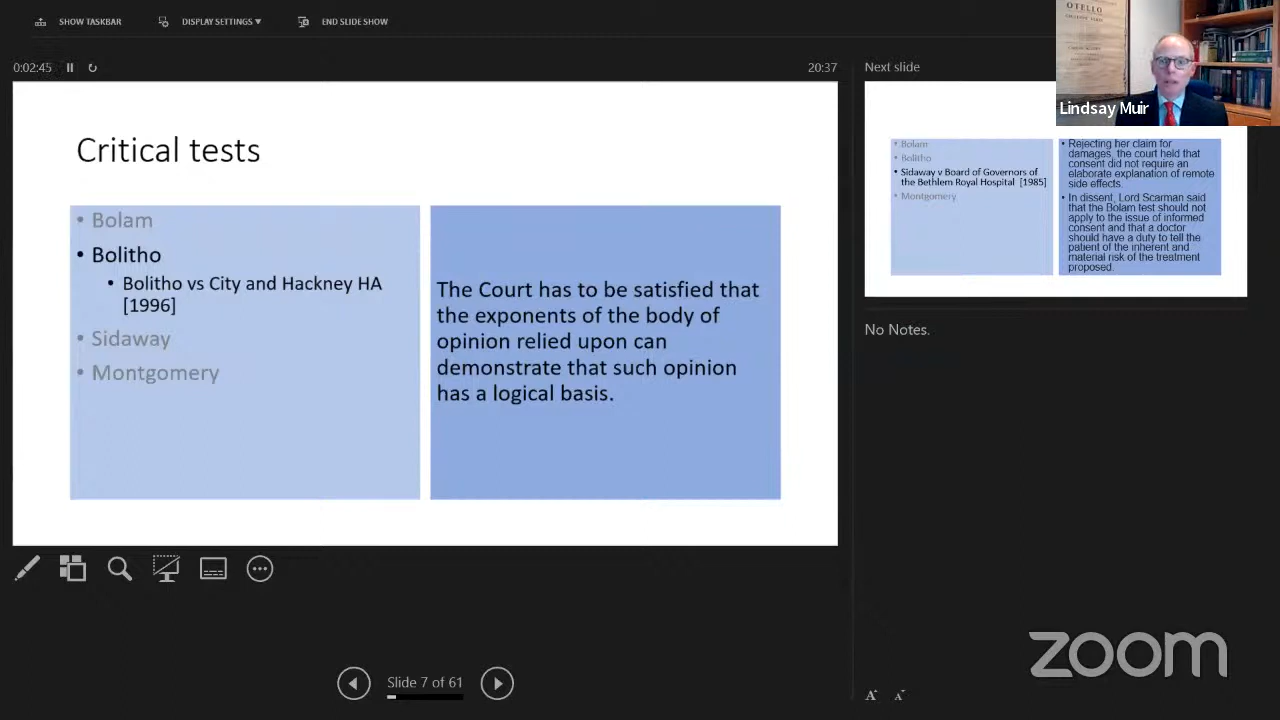 SHOW TASKBAR
DISPLAY SETTINGS ▼
END SLIDE SHOW
0:02:45
20:37
Next slide
OTELLO
Lindsay Muir
Critical tests
• Bolam
• Bolitho
• Bolitho vs City and Hackney HA
[1996]
• Sidaway
• Montgomery
The Court has to be satisfied that
the exponents of the body of
opinion relied upon can
demonstrate that such opinion
has a logical basis.
• Bolam
• Bolitho
• Sidaway v Board of Governors of
the Bethlem Royal Hospital [1985]
• Montgomery
• Rejecting her claim for
damages, the court held that
consent did not require an
elaborate explanation of remote
side effects.
• In dissent, Lord Scarman said
that the Bolam test should not
apply to the issue of informed
consent and that a doctor
should have a duty to tell the
patient of the inherent and
material risk of the treatment
proposed.
No Notes.
Slide 7 of 61
A A
zoom